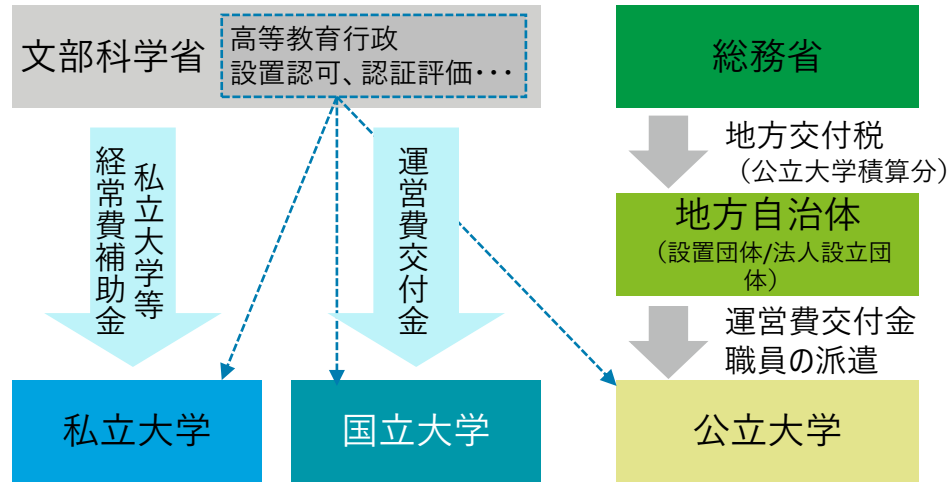 文部科学省
高等教育行政
設置認可、認証評価･･･
総務省
地方交付税
（公立大学積算分）
地方自治体
（設置団体/法人設立団
体）
私立大学等
経常費補助金
運営費交付金
運営費交付金
職員の派遣
私立大学
国立大学
公立大学